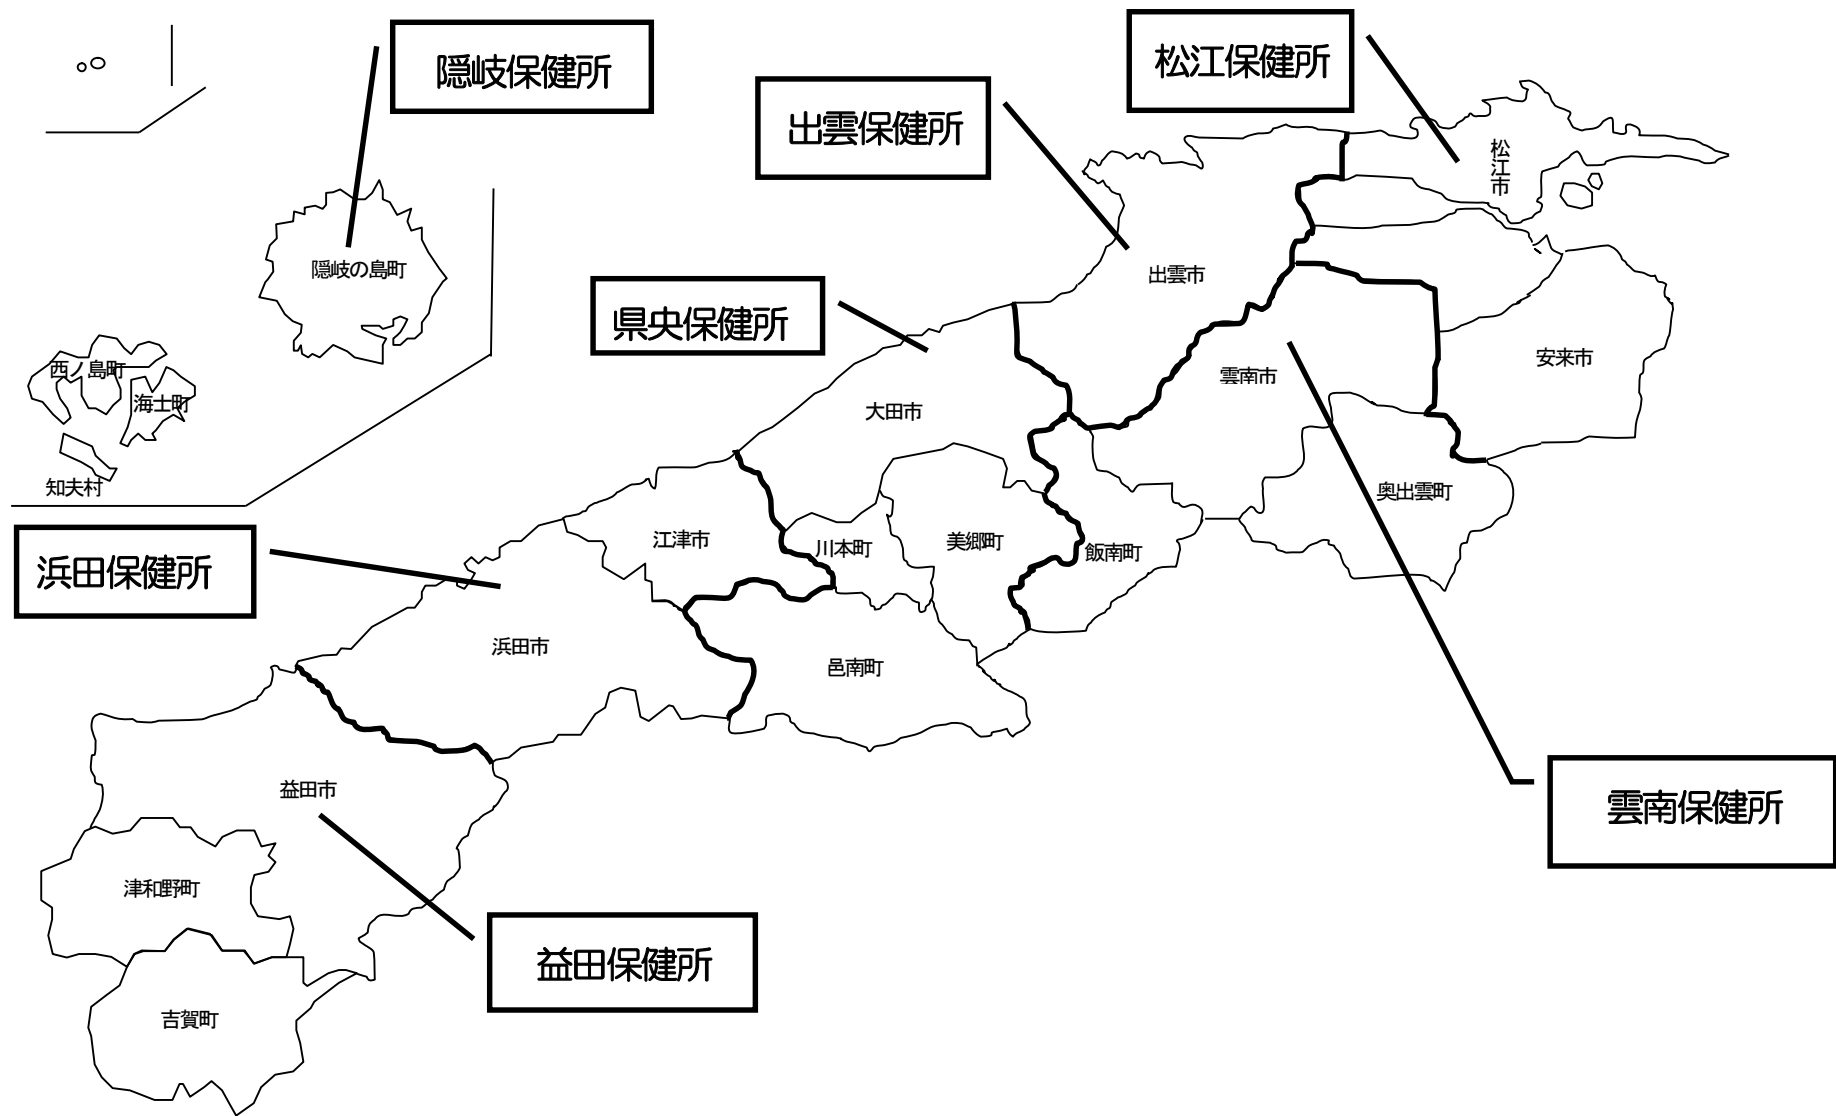 隠岐保健所
松江保健所
出雲保健所
松江市
隠岐の島町
出雲市
県央保健所
西ノ島町
海士町
安来市
雲南市
大田市
知夫村
奥出雲町
浜田保健所
江津市
川本町
美郷町
飯南町
浜田市
邑南町
益田市
雲南保健所
津和野町
益田保健所
吉賀町